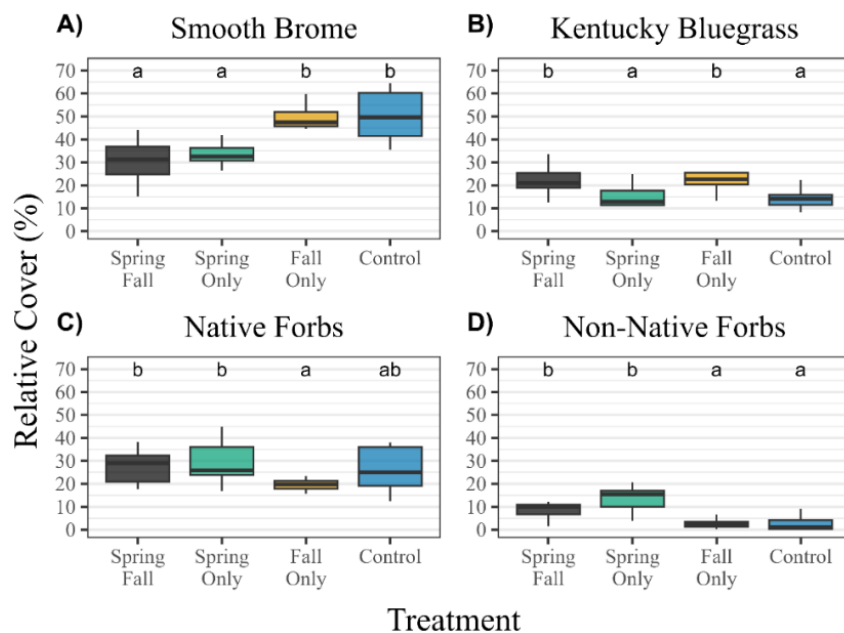 A) Smooth Brome
B) Kentucky Bluegrass
a a b b
b a b a
70
60
50
40
30
20
10
0
70
60
50
40
30
20
10
0
Spring Fall
Spring Only
Fall Only
Control
Spring Fall
Spring Only
Fall Only
Control
Relative Cover (%)
C) Native Forbs
D) Non-Native Forbs
b b a ab
b b a a
70
60
50
40
30
20
10
0
70
60
50
40
30
20
10
0
Spring Fall
Spring Only
Fall Only
Control
Spring Fall
Spring Only
Fall Only
Control
Treatment